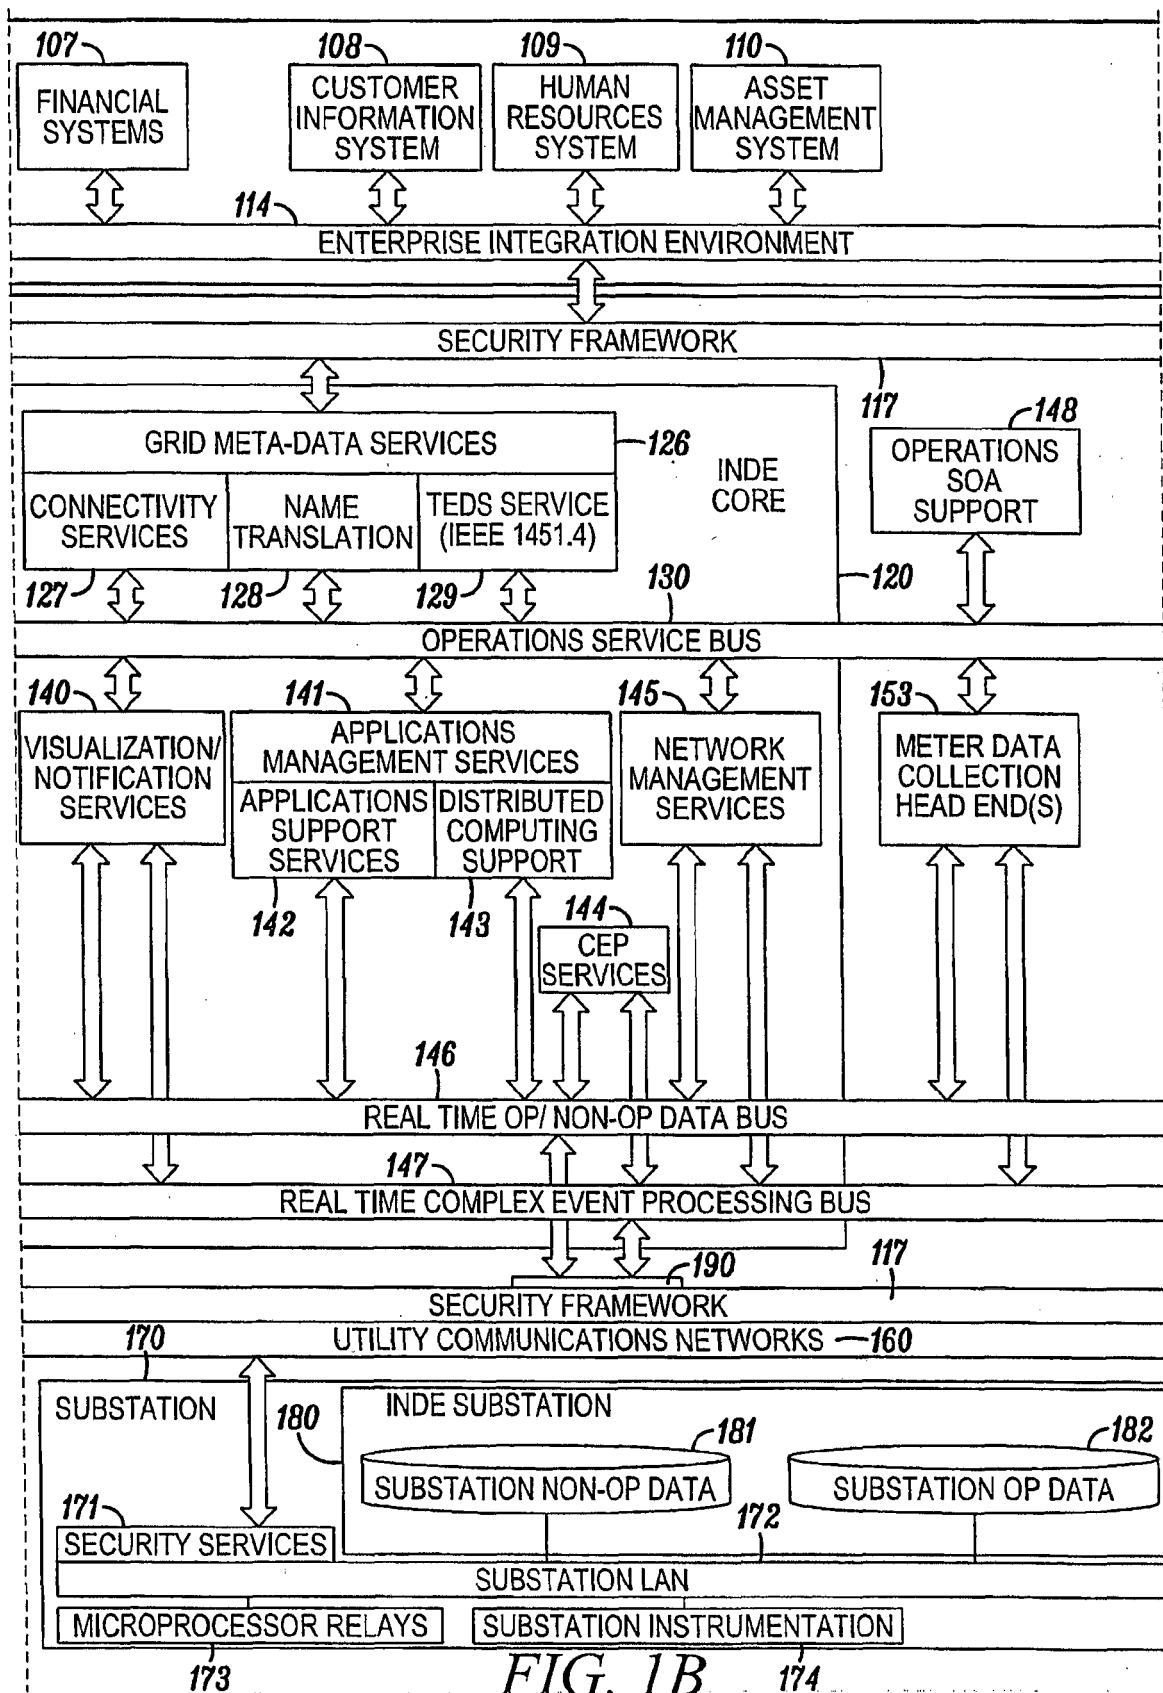 107
108
109
110
FINANCIAL
SYSTEMS
CUSTOMER
INFORMATION
SYSTEM
HUMAN
RESOURCES
SYSTEM
ASSET
MANAGEMENT
SYSTEM
114
ENTERPRISE INTEGRATION ENVIRONMENT
SECURITY FRAMEWORK
117
148
GRID META-DATA SERVICES
126
CONNECTIVITY
SERVICES
NAME
TRANSLATION
TEDS SERVICE
(IEEE 1451.4)
INDE
CORE
OPERATIONS
SOA
SUPPORT
127
128
129
130
120
OPERATIONS SERVICE BUS
140
141
145
153
VISUALIZATION/
NOTIFICATION
SERVICES
APPLICATIONS
MANAGEMENT SERVICES
APPLICATIONS
SUPPORT
SERVICES
DISTRIBUTED
COMPUTING
SUPPORT
NETWORK
MANAGEMENT
SERVICES
METER DATA
COLLECTION
HEAD END(S)
142
143
144
CEP
SERVICES
146
REAL TIME OP/ NON-OP DATA BUS
147
REAL TIME COMPLEX EVENT PROCESSING BUS
190
117
SECURITY FRAMEWORK
UTILITY COMMUNICATIONS NETWORKS
160
170
SUBSTATION
180
INDE SUBSTATION
181
182
SUBSTATION NON-OP DATA
SUBSTATION OP DATA
171
172
SECURITY SERVICES
SUBSTATION LAN
MICROPROCESSOR RELAYS
SUBSTATION INSTRUMENTATION
173
174
FIG. 1B